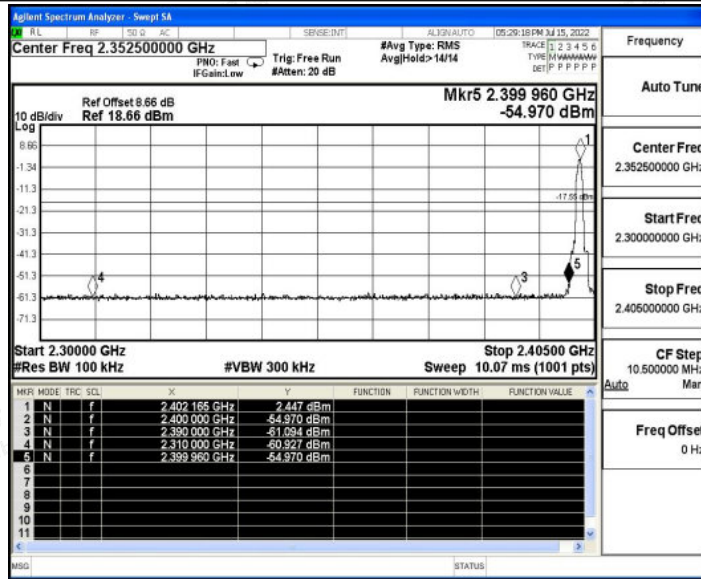 Agilent Spectrum Analyzer - Swept SA
RL RF 50 Ω AC SENSE:INT ALIGNAUTO 05:29:18 PM Jul 15, 2022
Center Freq 2.352500000 GHz #Avg Type: RMS TRACE 1 2 3 4 5 6 Frequency
PNO: Fast Trig: Free Run Avg|Hold:>14/14 TYPE M
IFGain:Low #Atten: 20 dB DET P P P P P P
Auto Tune
Ref Offset 8.66 dB Mkr5 2.399 960 GHz
10 dB/div Ref 18.66 dBm -54.970 dBm
Log
8.66 1
Center Freq
2.352500000 GHz
-1.34
-11.3
-17.55 dBm
-21.3
Start Freq
2.300000000 GHz
-31.3
-41.3
-51.3 4 3 5
Stop Freq
2.405000000 GHz
-61.3
-71.3
Start 2.30000 GHz Stop 2.40500 GHz
#Res BW 100 kHz #VBW 300 kHz Sweep 10.07 ms (1001 pts)
CF Step
10.500000 MHz
Auto Man
MKR MODE TRC SCL X Y FUNCTION FUNCTION WIDTH FUNCTION VALUE
1 N f 2.402 165 GHz 2.447 dBm
2 N f 2.400 000 GHz -54.970 dBm
3 N f 2.390 000 GHz -61.094 dBm
4 N f 2.310 000 GHz -60.927 dBm
5 N f 2.399 960 GHz -54.970 dBm
Freq Offset
0 Hz
6
7
8
9
10
11
MSG STATUS